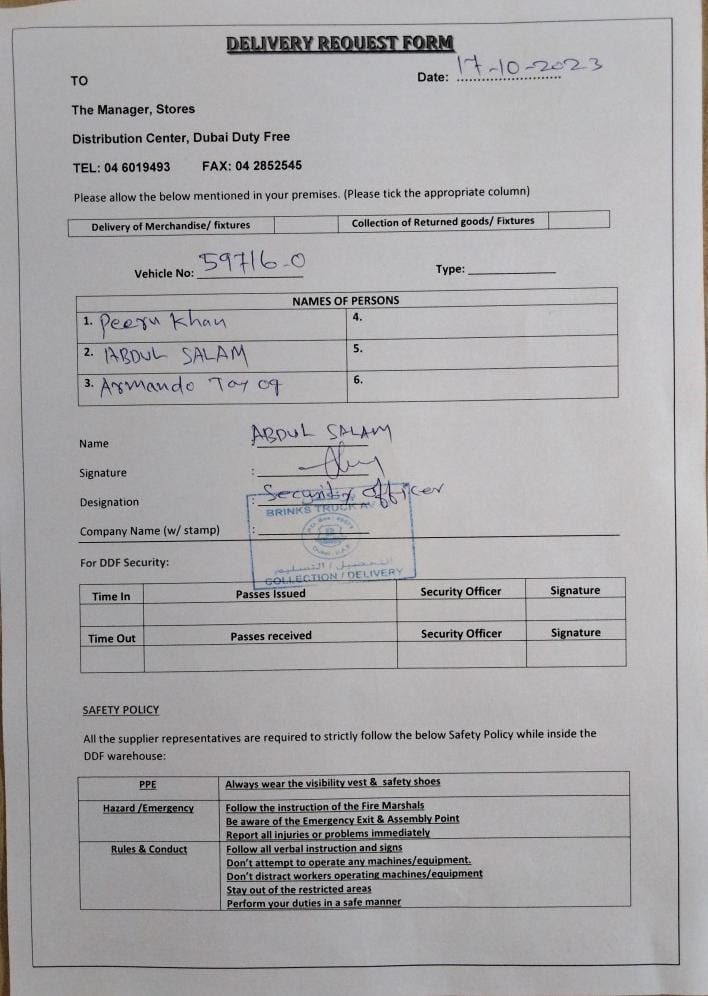 DELIVERY REQUEST FORM
TO
Date: 17-10-2023
The Manager, Stores
Distribution Center, Dubai Duty Free
TEL: 04 6019493 FAX: 04 2852545
Please allow the below mentioned in your premises. (Please tick the appropriate column)
Delivery of Merchandise/ fixtures Collection of Returned goods/ Fixtures
Vehicle No: 59716-0 Type:
NAMES OF PERSONS
1. Peeru Khan 4.
2. ABDUL SALAM 5.
3. Armando 6.
Name ABDUL SALAM
Signature :
Designation : Security Officer
BRINKS TRUCK
Company Name (w/ stamp) :
COLLECTION / DELIVERY
For DDF Security:
Time In Passes Issued Security Officer Signature
Time Out Passes received Security Officer Signature
SAFETY POLICY
All the supplier representatives are required to strictly follow the below Safety Policy while inside the
DDF warehouse:
PPE Always wear the visibility vest & safety shoes
Hazard /Emergency Follow the instruction of the Fire Marshals
Be aware of the Emergency Exit & Assembly Point
Report all injuries or problems immediately
Rules & Conduct Follow all verbal instruction and signs
Don't attempt to operate any machines/equipment.
Don't distract workers operating machines/equipment
Stay out of the restricted areas
Perform your duties in a safe manner